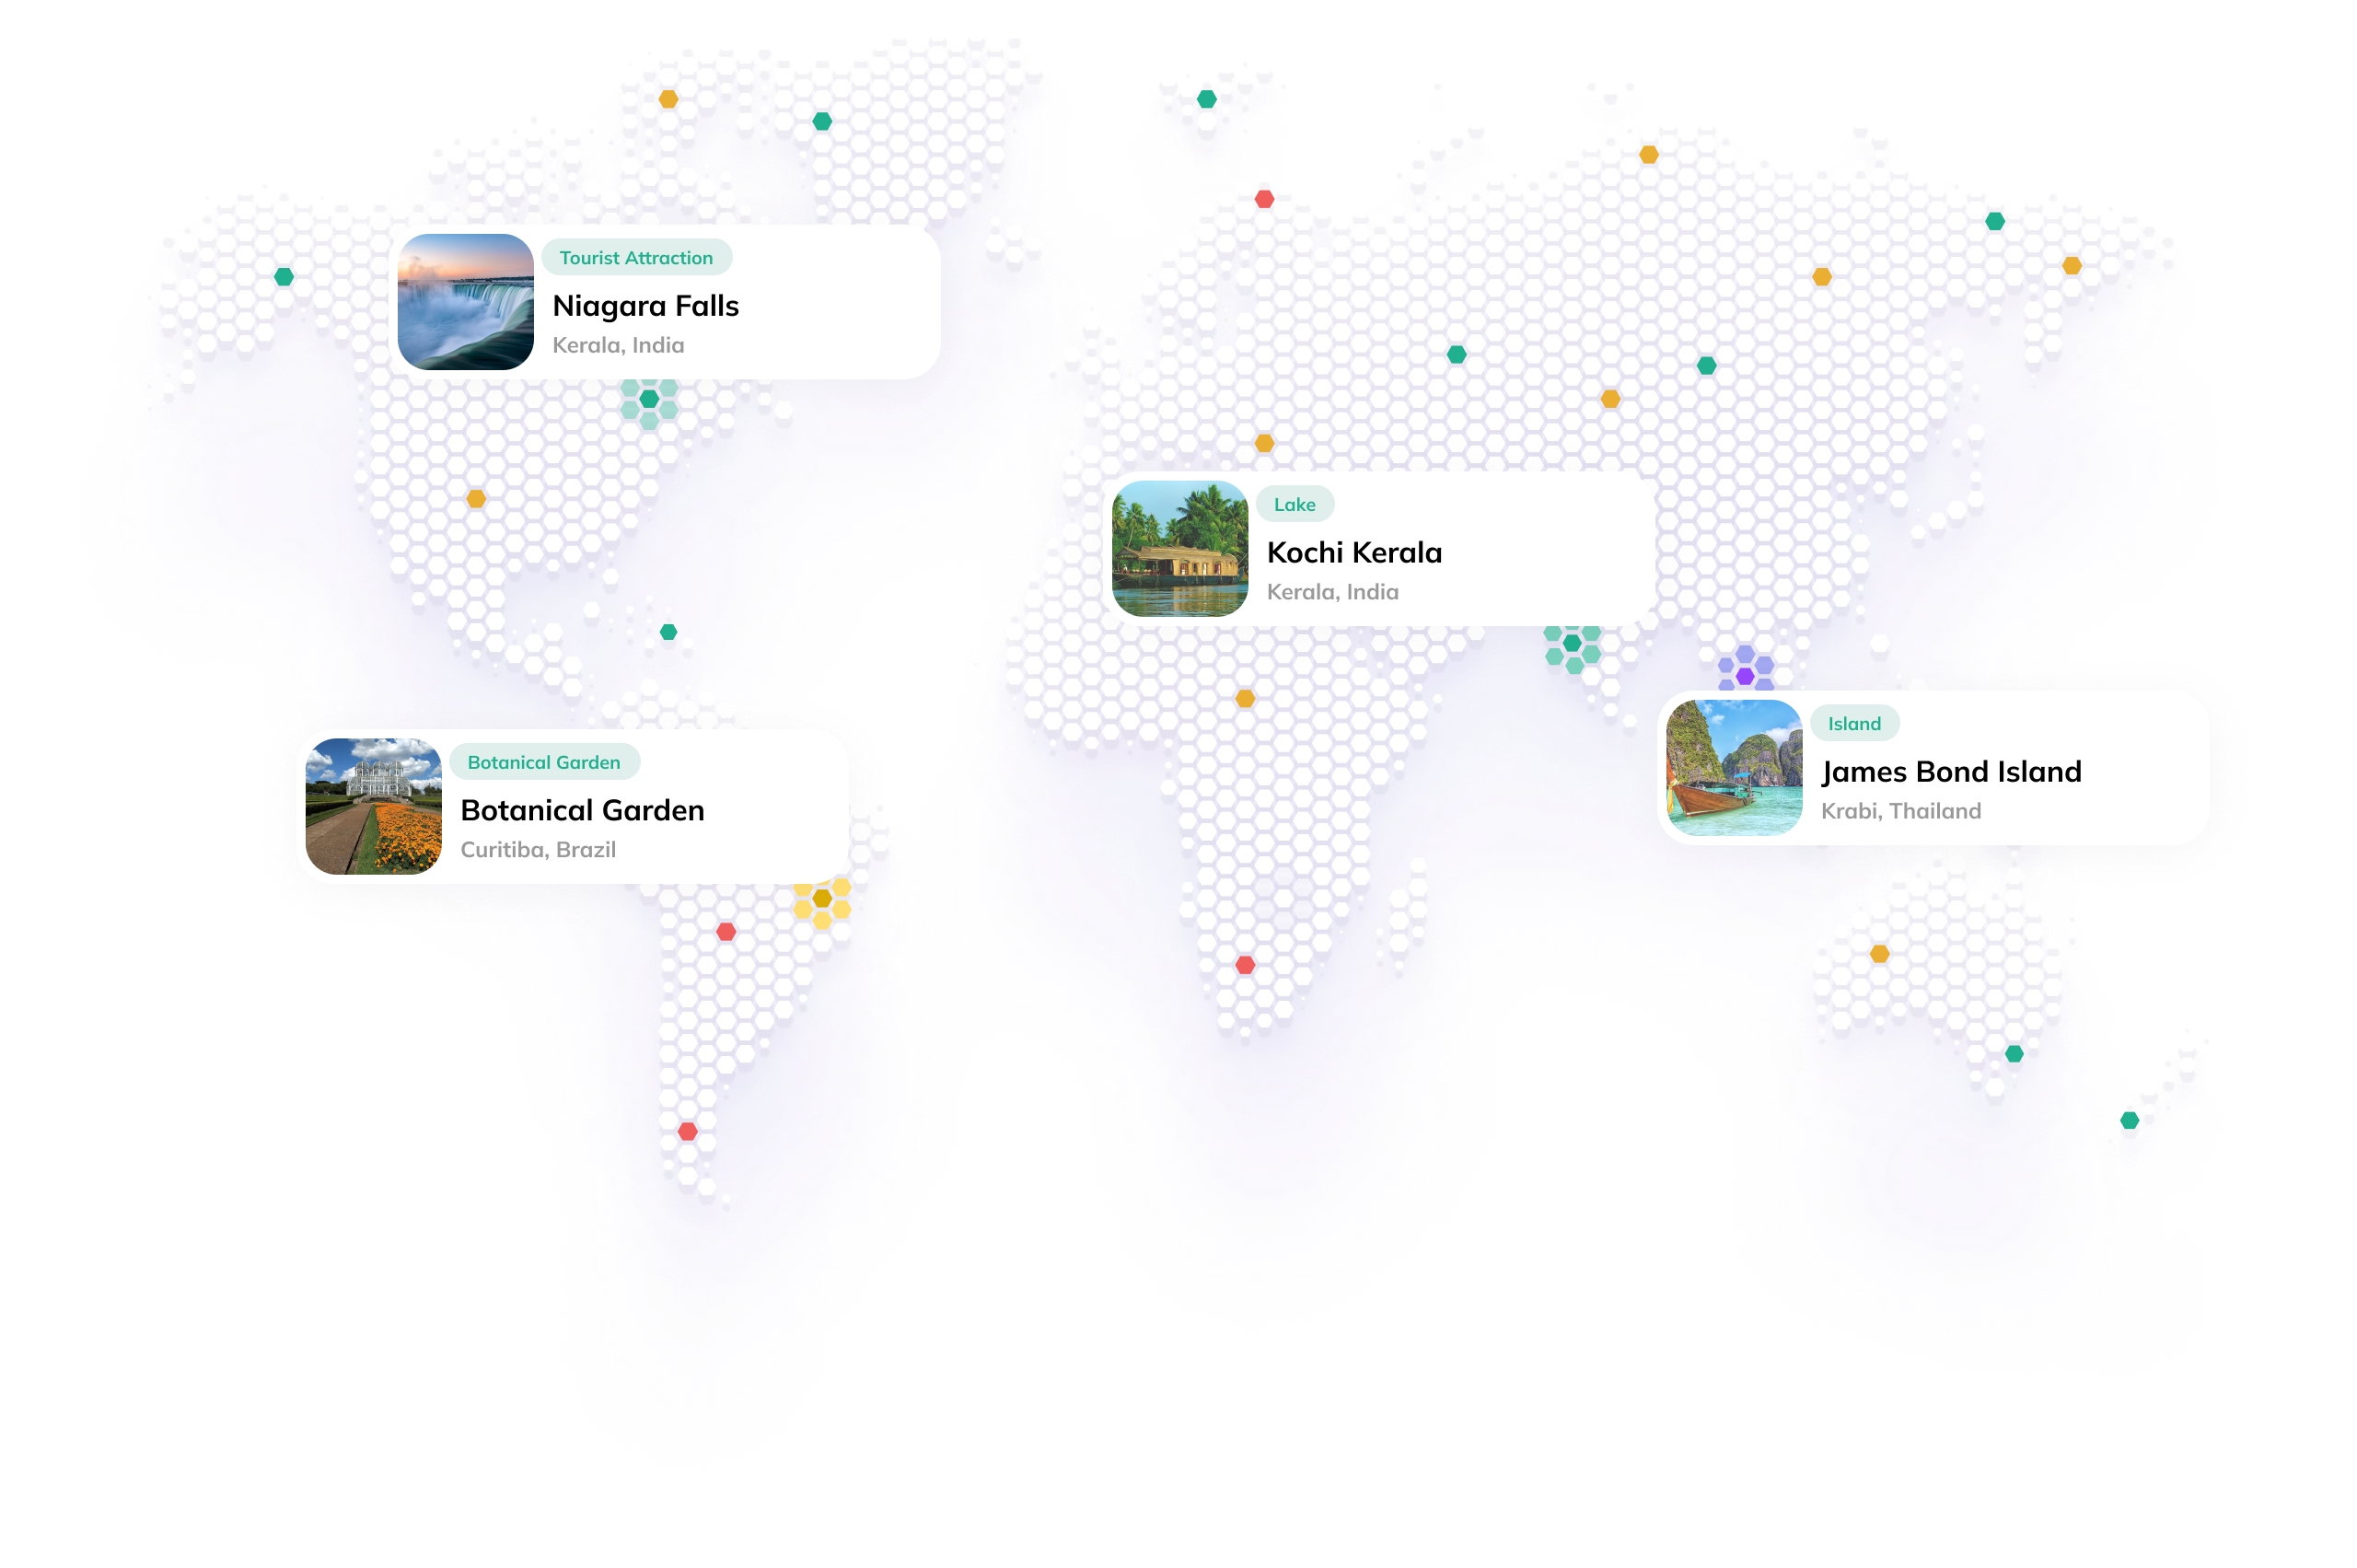 Tourist Attraction
Niagara Falls
Kerala, India
Lake
Kochi Kerala
Kerala, India
Island
James Bond Island
Krabi, Thailand
Botanical Garden
Botanical Garden
Curitiba, Brazil